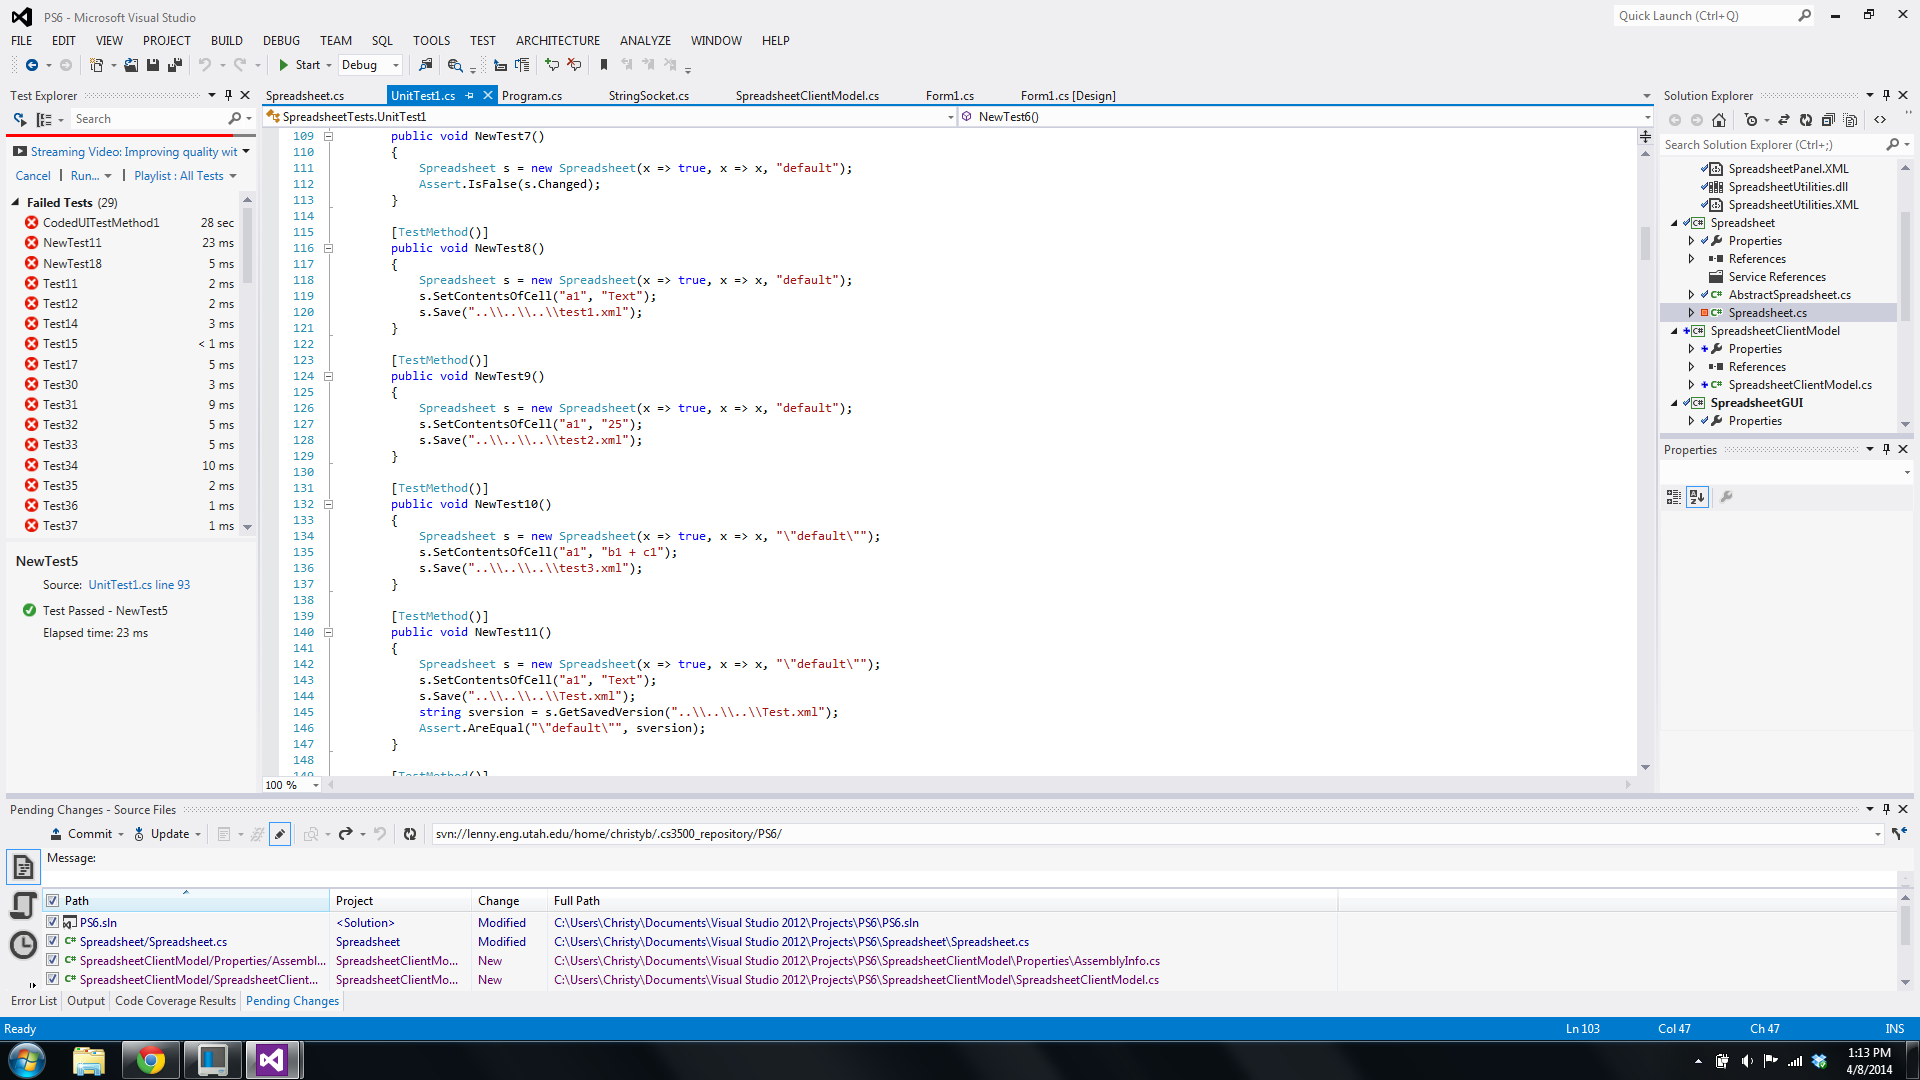 PS6 - Microsoft Visual Studio
Quick Launch (Ctrl+Q)
FILE EDIT VIEW PROJECT BUILD DEBUG TEAM SQL TOOLS TEST ARCHITECTURE ANALYZE WINDOW HELP
Start Debug
Test Explorer
Search
Streaming Video: Improving quality wit
Cancel | Run... | Playlist : All Tests
Failed Tests (29)
CodedUITestMethod1 28 sec
NewTest11 23 ms
NewTest18 5 ms
Test11 2 ms
Test12 2 ms
Test14 3 ms
Test15 < 1 ms
Test17 5 ms
Test30 3 ms
Test31 9 ms
Test32 5 ms
Test33 5 ms
Test34 10 ms
Test35 2 ms
Test36 1 ms
Test37 1 ms
NewTest5
Source: UnitTest1.cs line 93
Test Passed - NewTest5
Elapsed time: 23 ms
Spreadsheet.cs UnitTest1.cs Program.cs StringSocket.cs SpreadsheetClientModel.cs Form1.cs Form1.cs [Design]
SpreadsheetTests.UnitTest1 NewTest6()
109 public void NewTest7()
110 {
111 Spreadsheet s = new Spreadsheet(x => true, x => x, "default");
112 Assert.IsFalse(s.Changed);
113 }
114
115 [TestMethod()]
116 public void NewTest8()
117 {
118 Spreadsheet s = new Spreadsheet(x => true, x => x, "default");
119 s.SetContentsOfCell("a1", "Text");
120 s.Save("..\\..\\..\\test1.xml");
121 }
122
123 [TestMethod()]
124 public void NewTest9()
125 {
126 Spreadsheet s = new Spreadsheet(x => true, x => x, "default");
127 s.SetContentsOfCell("a1", "25");
128 s.Save("..\\..\\..\\test2.xml");
129 }
130
131 [TestMethod()]
132 public void NewTest10()
133 {
134 Spreadsheet s = new Spreadsheet(x => true, x => x, "\"default\"");
135 s.SetContentsOfCell("a1", "b1 + c1");
136 s.Save("..\\..\\..\\test3.xml");
137 }
138
139 [TestMethod()]
140 public void NewTest11()
141 {
142 Spreadsheet s = new Spreadsheet(x => true, x => x, "\"default\"");
143 s.SetContentsOfCell("a1", "Text");
144 s.Save("..\\..\\..\\Test.xml");
145 string sversion = s.GetSavedVersion("..\\..\\..\\Test.xml");
146 Assert.AreEqual("\"default\"", sversion);
147 }
148
149 [TestMethod()]
100 %
Solution Explorer
Search Solution Explorer (Ctrl+;)
SpreadsheetPanel.XML
SpreadsheetUtilities.dll
SpreadsheetUtilities.XML
Spreadsheet
Properties
References
Service References
AbstractSpreadsheet.cs
Spreadsheet.cs
SpreadsheetClientModel
Properties
References
SpreadsheetClientModel.cs
SpreadsheetGUI
Properties
Properties
Pending Changes - Source Files
Commit Update svn://lenny.eng.utah.edu/home/christyb/.cs3500_repository/PS6/
Message:
Path Project Change Full Path
PS6.sln <Solution> Modified C:\Users\Christy\Documents\Visual Studio 2012\Projects\PS6\PS6.sln
Spreadsheet/Spreadsheet.cs Spreadsheet Modified C:\Users\Christy\Documents\Visual Studio 2012\Projects\PS6\Spreadsheet\Spreadsheet.cs
SpreadsheetClientModel/Properties/Assembl... SpreadsheetClientMo... New C:\Users\Christy\Documents\Visual Studio 2012\Projects\PS6\SpreadsheetClientModel\Properties\AssemblyInfo.cs
SpreadsheetClientModel/SpreadsheetClient... SpreadsheetClientMo... New C:\Users\Christy\Documents\Visual Studio 2012\Projects\PS6\SpreadsheetClientModel\SpreadsheetClientModel.cs
Error List Output Code Coverage Results Pending Changes
Ready Ln 103 Col 47 Ch 47 INS
1:13 PM
4/8/2014